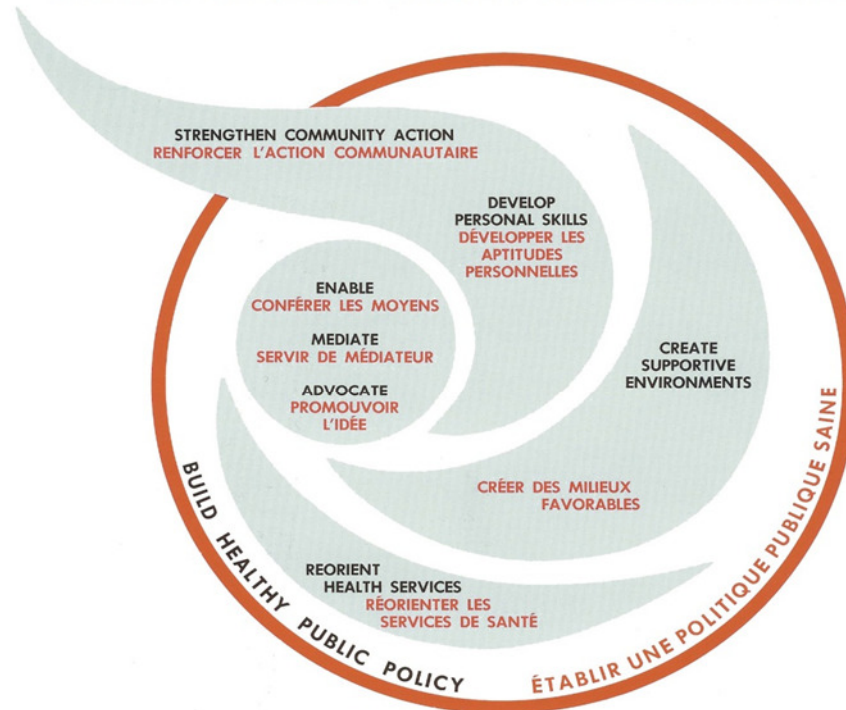 STRENGTHEN COMMUNITY ACTION
RENFORCER L'ACTION COMMUNAUTAIRE
DEVELOP
PERSONAL SKILLS
DÉVELOPPER LES
APTITUDES
PERSONNELLES
ENABLE
CONFÉRER LES MOYENS
MEDIATE
SERVIR DE MÉDIATEUR
ADVOCATE
PROMOUVOIR
L'IDÉE
CREATE
SUPPORTIVE
ENVIRONMENTS
CRÉER DES MILIEUX
FAVORABLES
REORIENT
HEALTH SERVICES
RÉORIENTER LES
SERVICES DE SANTÉ
BUILD HEALTHY PUBLIC POLICY
ÉTABLIR UNE POLITIQUE PUBLIQUE SAINE